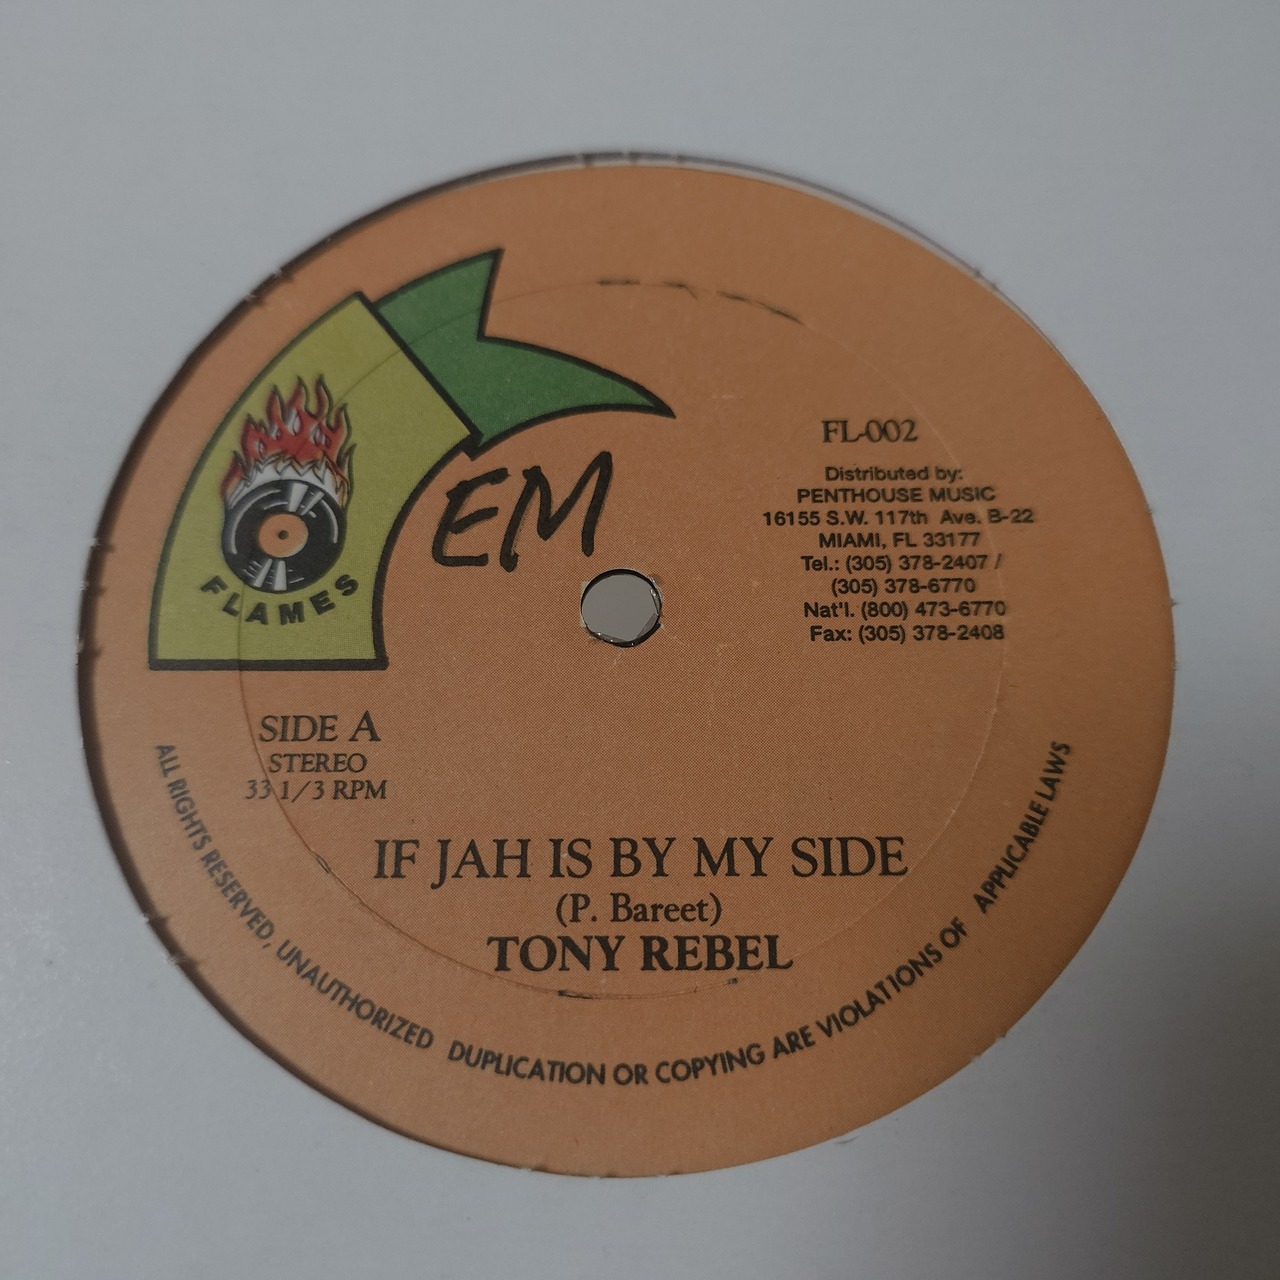 FLAMES
EM
FL-002
Distributed by:
PENTHOUSE MUSIC
16155 S.W. 117th Ave. B-22
MIAMI, FL 33177
Tel.: (305) 378-2407 /
(305) 378-6770
Nat'l. (800) 473-6770
Fax: (305) 378-2408
SIDE A
STEREO
33 1/3 RPM
IF JAH IS BY MY SIDE
(P. Bareet)
TONY REBEL
ALL RIGHTS RESERVED, UNAUTHORIZED DUPLICATION OR COPYING ARE VIOLATIONS OF APPLICABLE LAWS